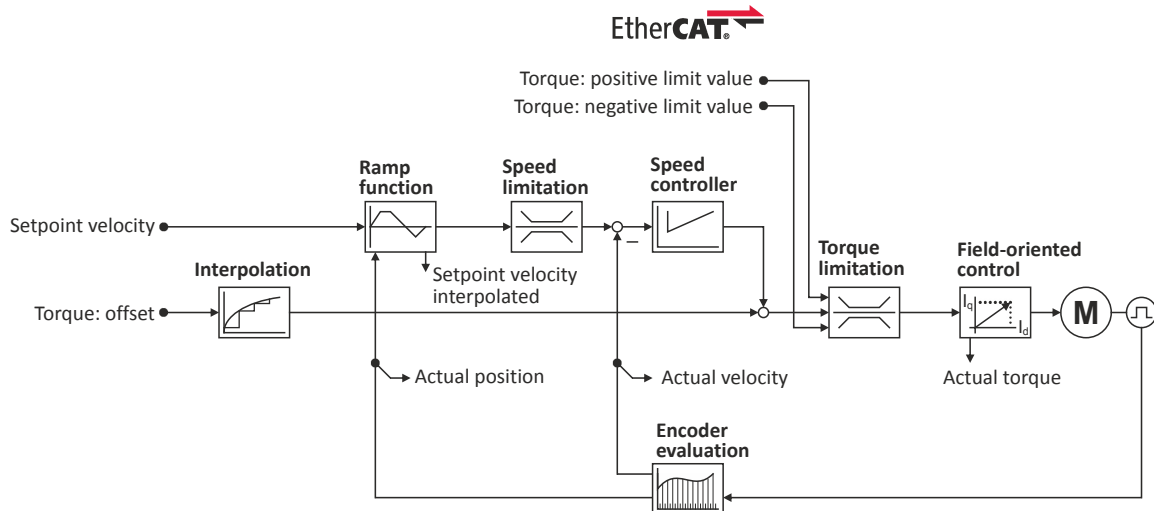 EtherCAT®
Torque: positive limit value
Torque: negative limit value
Ramp
function
Speed
limitation
Speed
controller
Setpoint velocity
Interpolation
Setpoint velocity
interpolated
Torque
limitation
Field-oriented
control
Torque: offset
Iq
Id
M
Actual position
Actual velocity
Actual torque
Encoder
evaluation